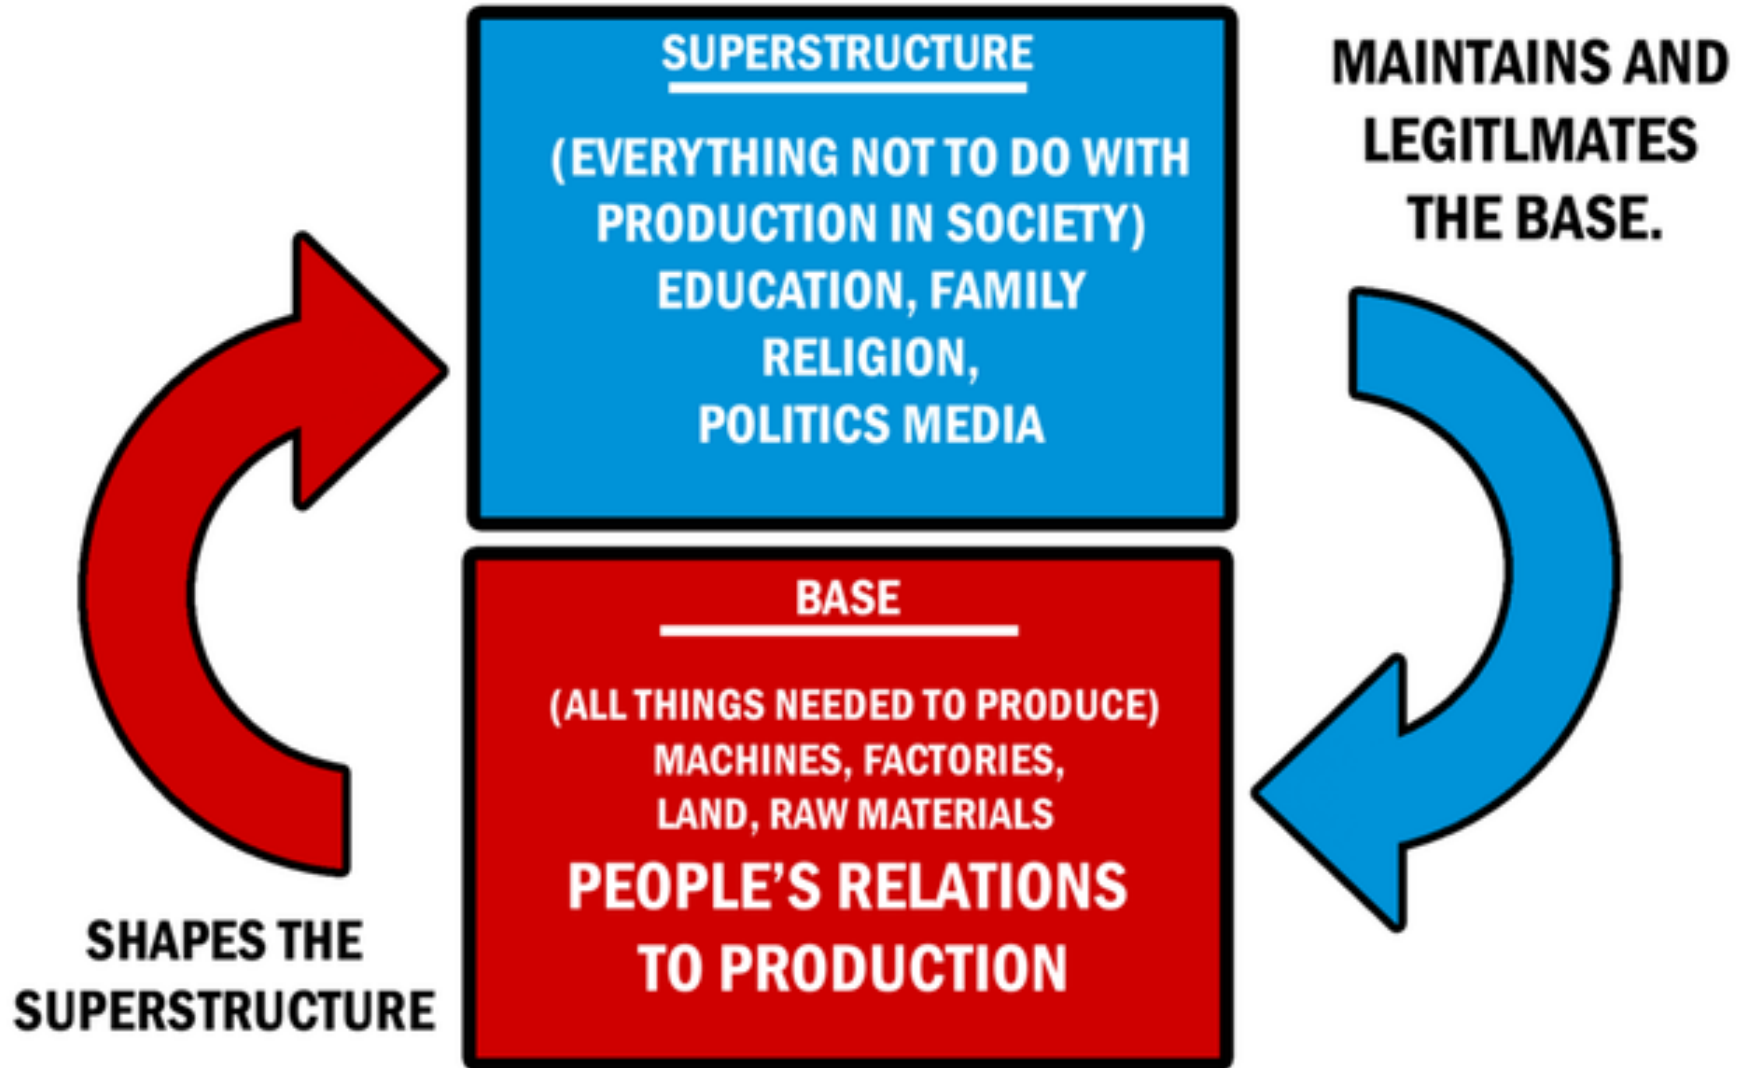 SUPERSTRUCTURE
(EVERYTHING NOT TO DO WITH
PRODUCTION IN SOCIETY)
EDUCATION, FAMILY
RELIGION,
POLITICS MEDIA
MAINTAINS AND
LEGITLMATES
THE BASE.
BASE
(ALL THINGS NEEDED TO PRODUCE)
MACHINES, FACTORIES,
LAND, RAW MATERIALS
PEOPLE’S RELATIONS
TO PRODUCTION
SHAPES THE
SUPERSTRUCTURE